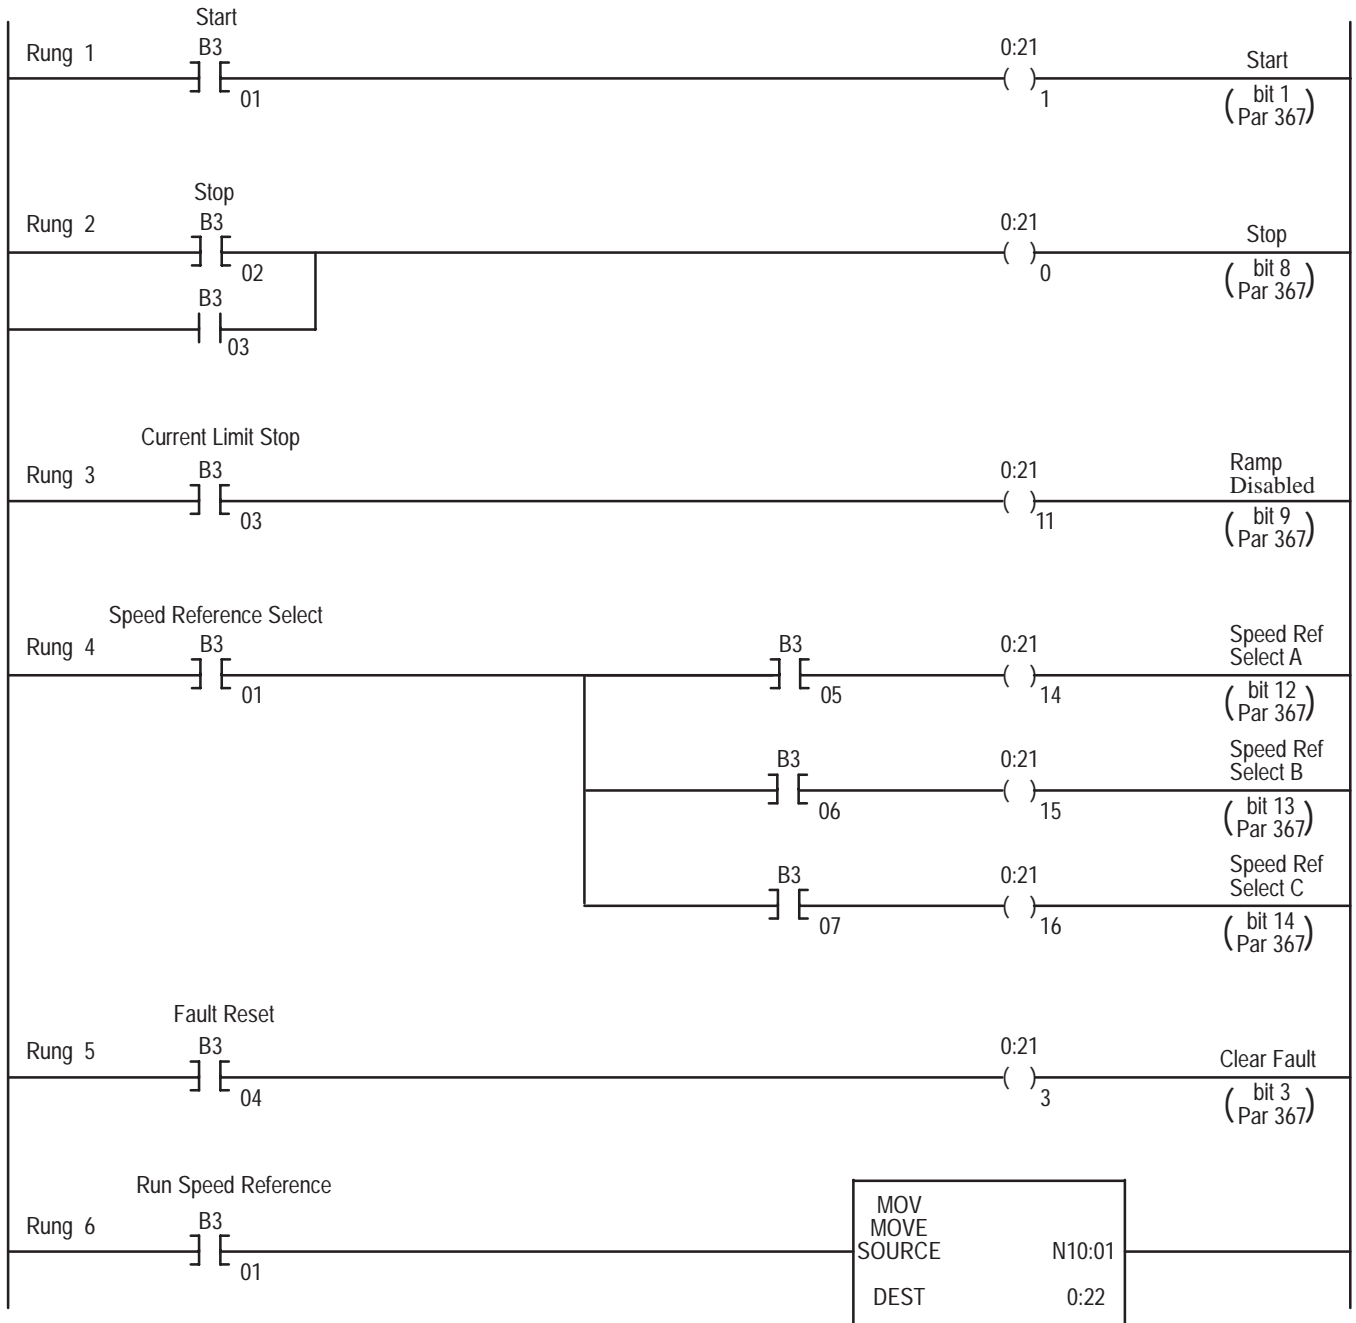 Start
Rung 1
B3
01
0:21
1
Start
( bit 1
Par 367)
Stop
Rung 2
B3
02
B3
03
0:21
0
Stop
( bit 8
Par 367)
Current Limit Stop
Rung 3
B3
03
0:21
11
Ramp
Disabled
( bit 9
Par 367)
Speed Reference Select
Rung 4
B3
01
B3
05
0:21
14
Speed Ref
Select A
( bit 12
Par 367)
B3
06
0:21
15
Speed Ref
Select B
( bit 13
Par 367)
B3
07
0:21
16
Speed Ref
Select C
( bit 14
Par 367)
Fault Reset
Rung 5
B3
04
0:21
3
Clear Fault
( bit 3
Par 367)
Run Speed Reference
Rung 6
B3
01
MOV
MOVE
SOURCE N10:01
DEST 0:22